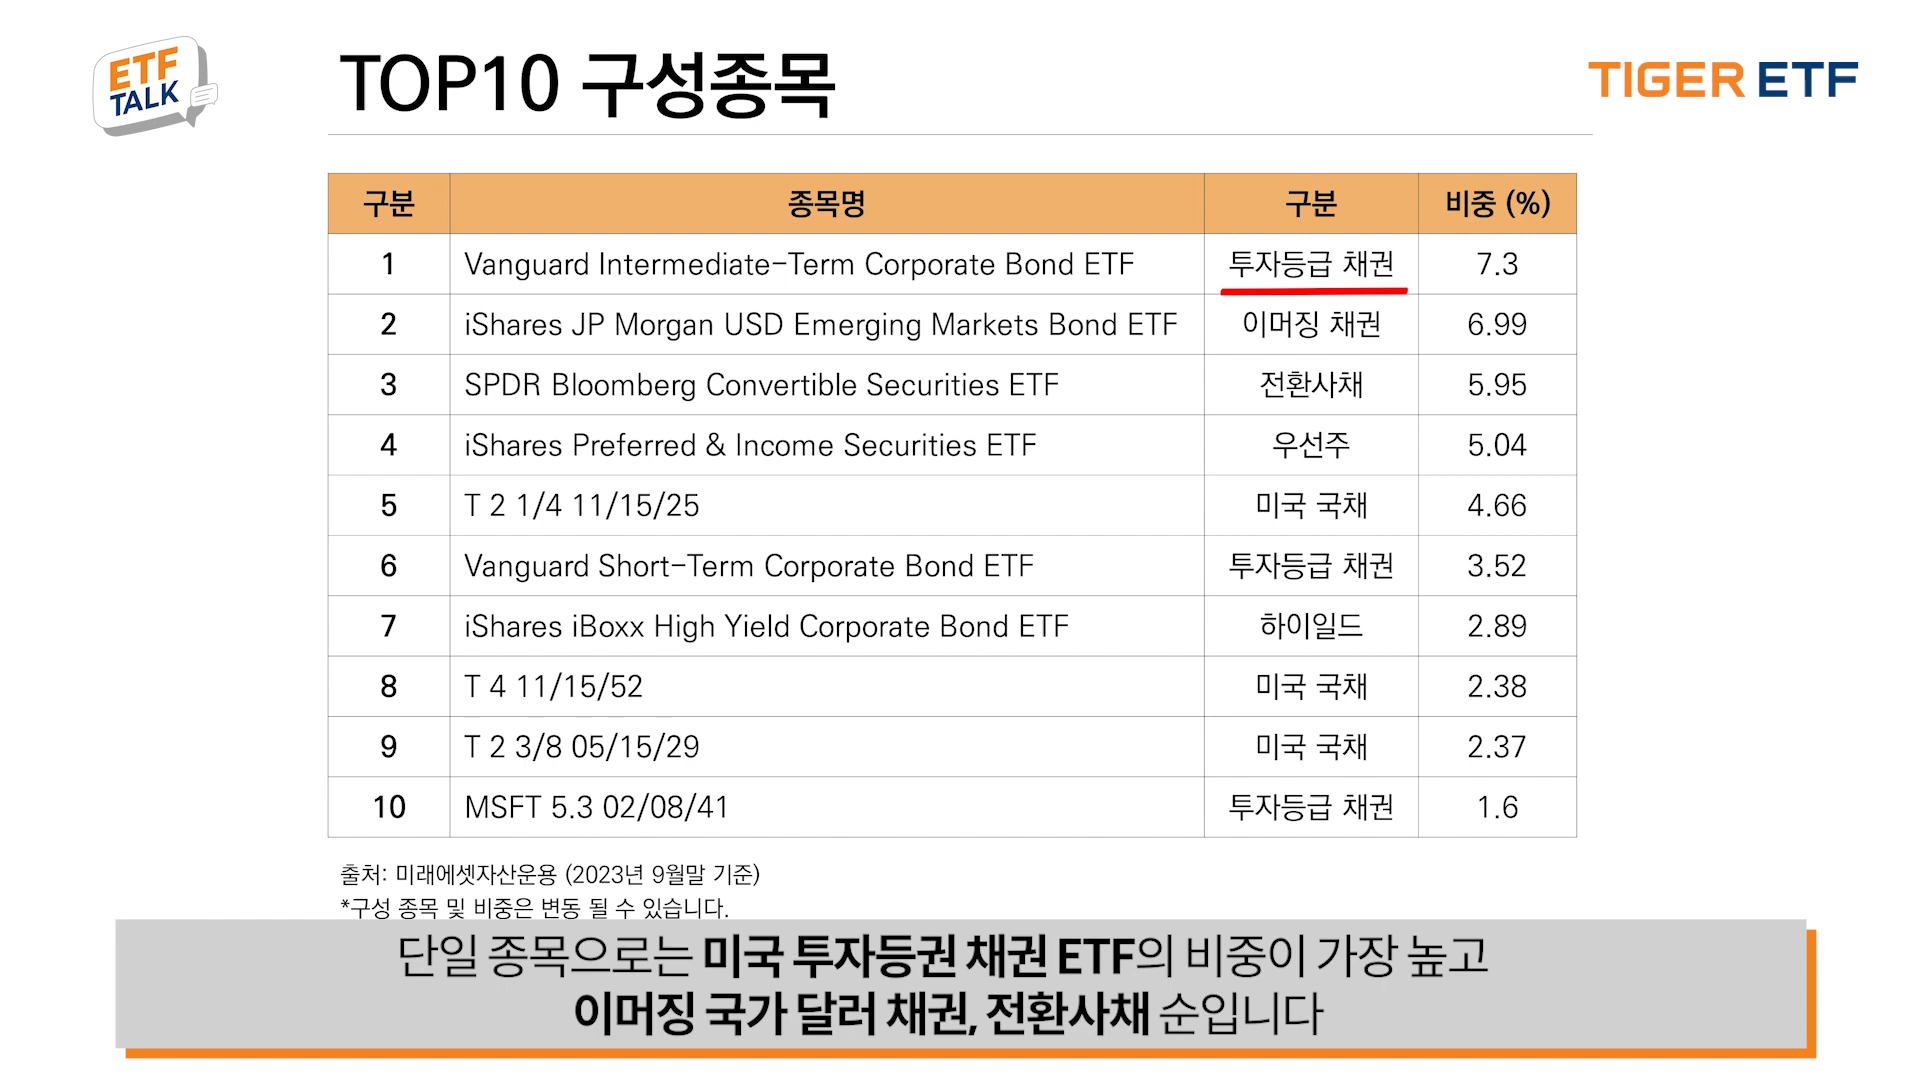 ETF
TALK
TOP10 구성종목
TIGER ETF
구분 종목명 구분 비중 (%)
1 Vanguard Intermediate-Term Corporate Bond ETF 투자등급 채권 7.3
2 iShares JP Morgan USD Emerging Markets Bond ETF 이머징 채권 6.99
3 SPDR Bloomberg Convertible Securities ETF 전환사채 5.95
4 iShares Preferred & Income Securities ETF 우선주 5.04
5 T 2 1/4 11/15/25 미국 국채 4.66
6 Vanguard Short-Term Corporate Bond ETF 투자등급 채권 3.52
7 iShares iBoxx High Yield Corporate Bond ETF 하이일드 2.89
8 T 4 11/15/52 미국 국채 2.38
9 T 2 3/8 05/15/29 미국 국채 2.37
10 MSFT 5.3 02/08/41 투자등급 채권 1.6
출처: 미래에셋자산운용 (2023년 9월말 기준)
*구성 종목 및 비중은 변동 될 수 있습니다.
단일 종목으로는 미국 투자등권 채권 ETF의 비중이 가장 높고
이머징 국가 달러 채권, 전환사채 순입니다